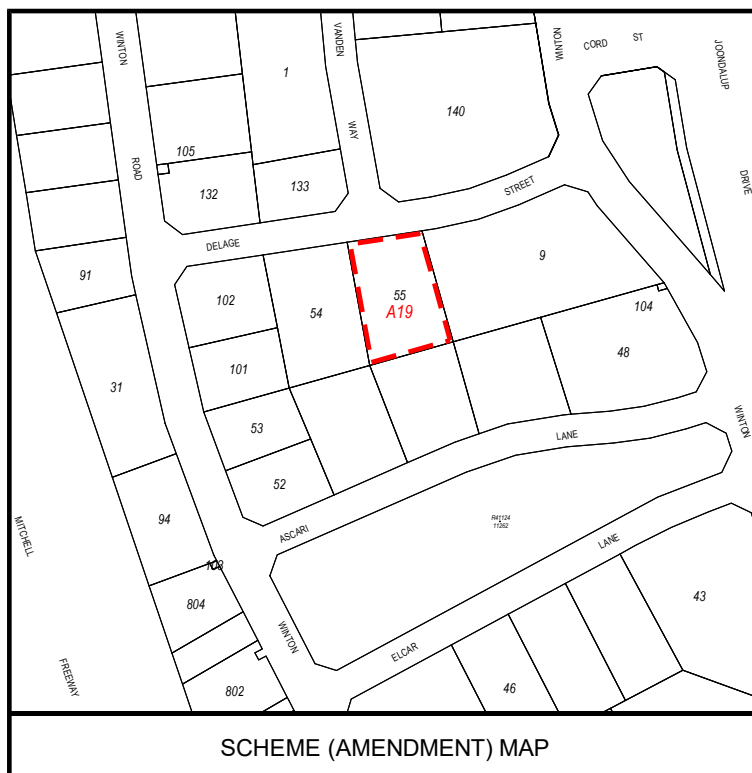 WINTON
VANDEN
WINTON
CORD ST
JOONDALUP
1
140
WAY
105
ROAD
132
133
STREET
DRIVE
DELAGE
91
9
102
55
54
A19
104
101
48
31
53
WINTON
LANE
52
94
ASCARI
R41124
11262
MITCHELL
LANE
103
804
43
WINTON
ELCAR
FREEWAY
802
46
SCHEME (AMENDMENT) MAP